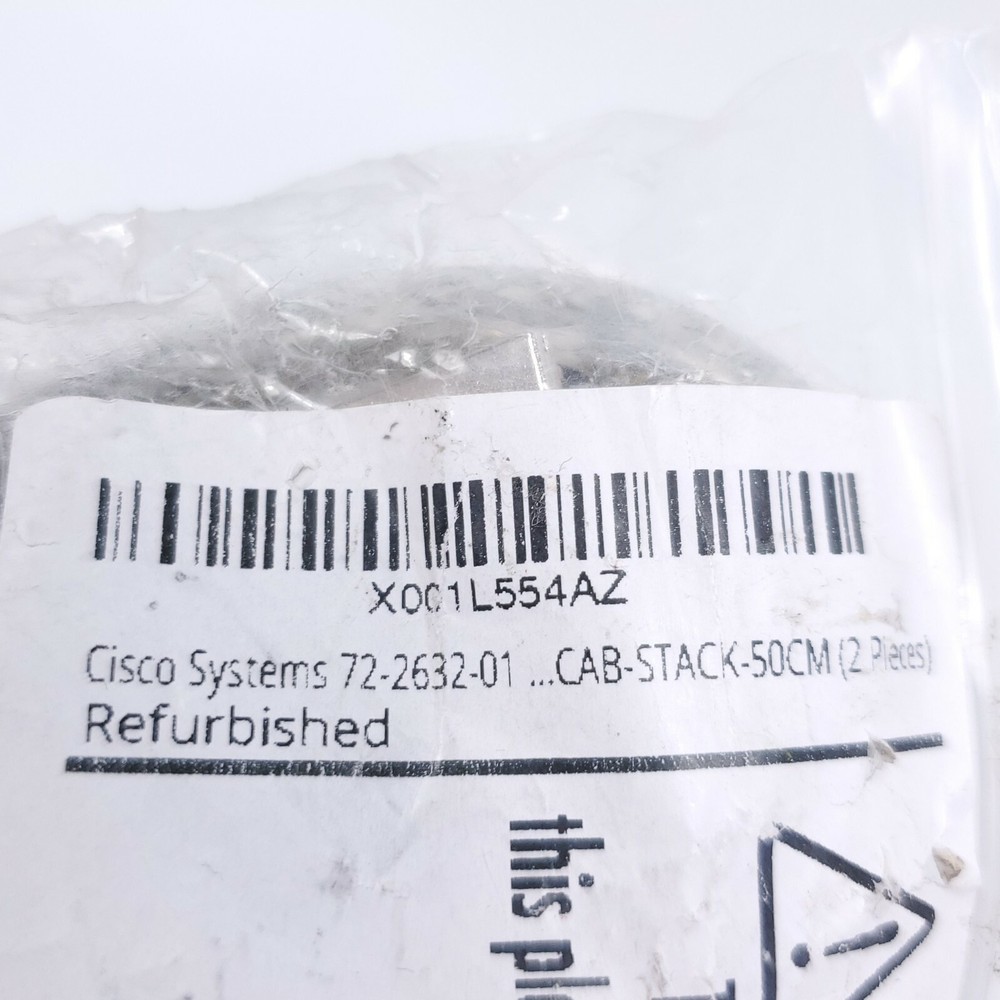 X001L554AZ
Cisco Systems 72-2632-01 ...CAB-STACK-50CM (2 Pieces)
Refurbished
this